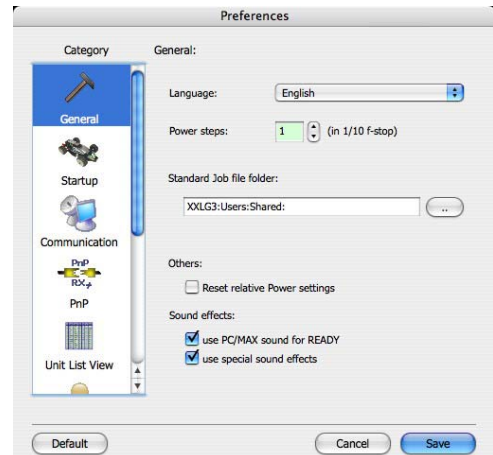 Preferences
Category
General
Startup
Communication
PnP
RX
PnP
Unit List View
General:
Language: English
Power steps: 1 (in 1/10 f-stop)
Standard Job file folder:
XXLG3:Users:Shared:
..
Others:
Reset relative Power settings
Sound effects:
use PC/MAX sound for READY
use special sound effects
Default Cancel Save